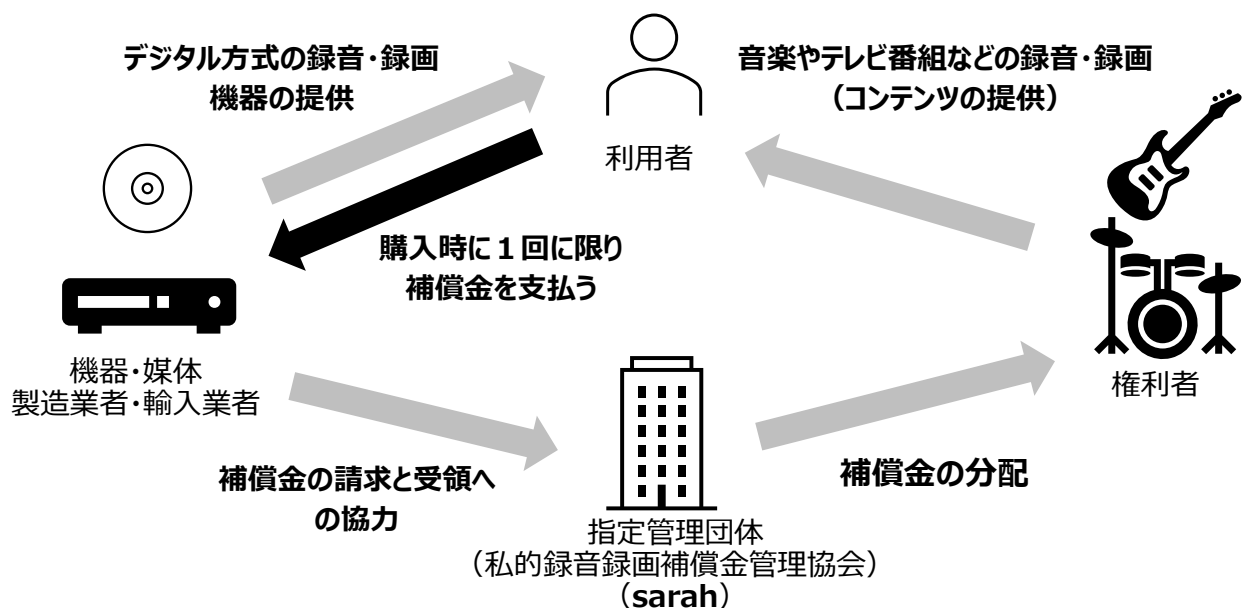 デジタル方式の録音・録画
機器の提供
音楽やテレビ番組などの録音・録画
（コンテンツの提供）
利用者
購入時に１回に限り
補償金を支払う
機器・媒体
製造業者・輸入業者
権利者
補償金の請求と受領へ
の協力
補償金の分配
指定管理団体
（私的録音録画補償金管理協会）
（sarah）